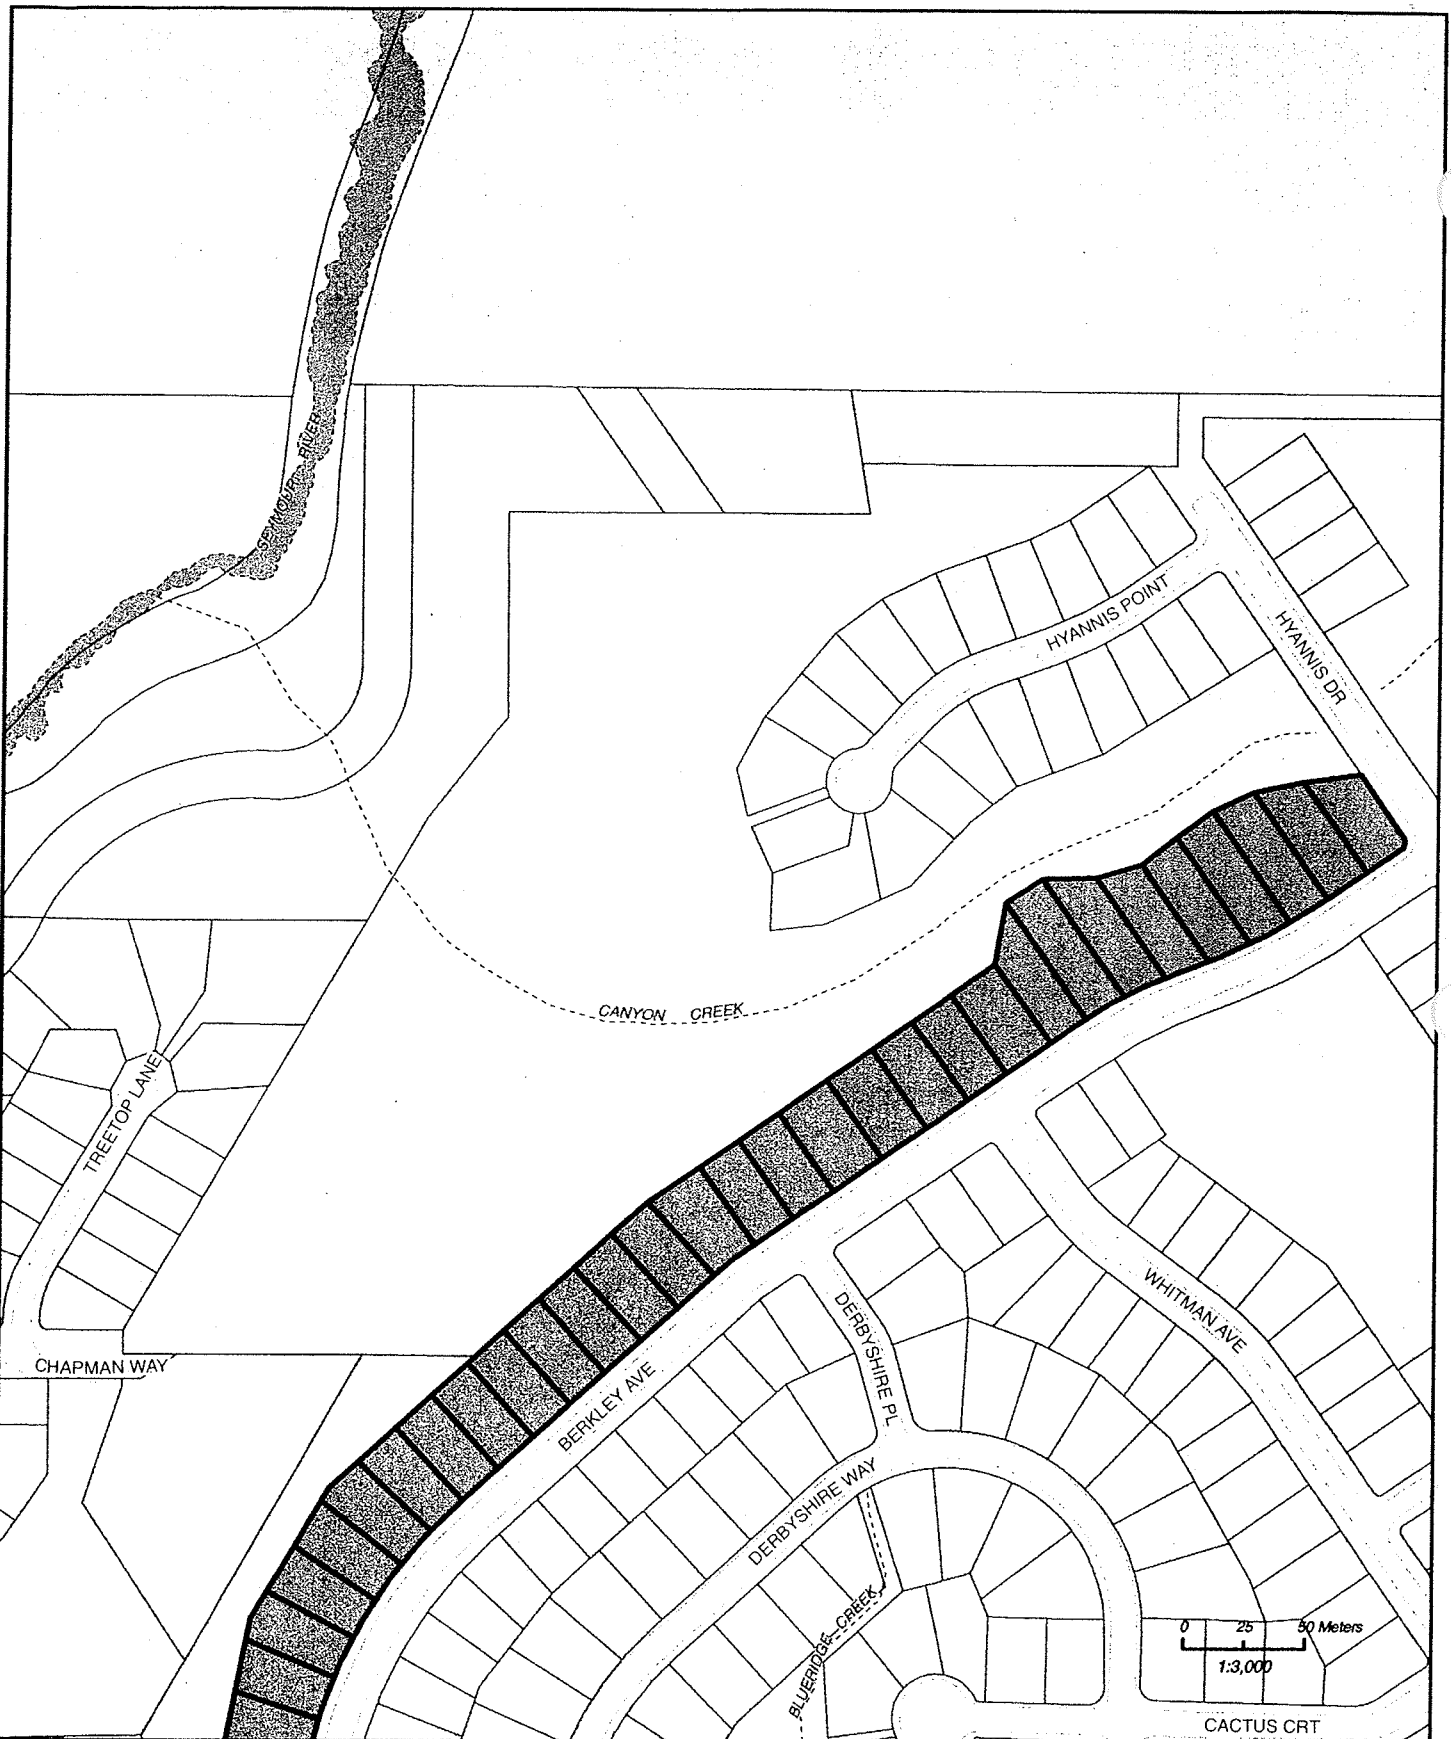 SEYMOUR RIVER
HYANNIS POINT
HYANNIS DR
CANYON CREEK
TREETOP LANE
CHAPMAN WAY
BERKLEY AVE
DERBYSHIRE PL
WHITMAN AVE
DERBYSHIRE WAY
BLUERIDGE CREEK
0 25 50 Meters
1:3,000
CACTUS CRT